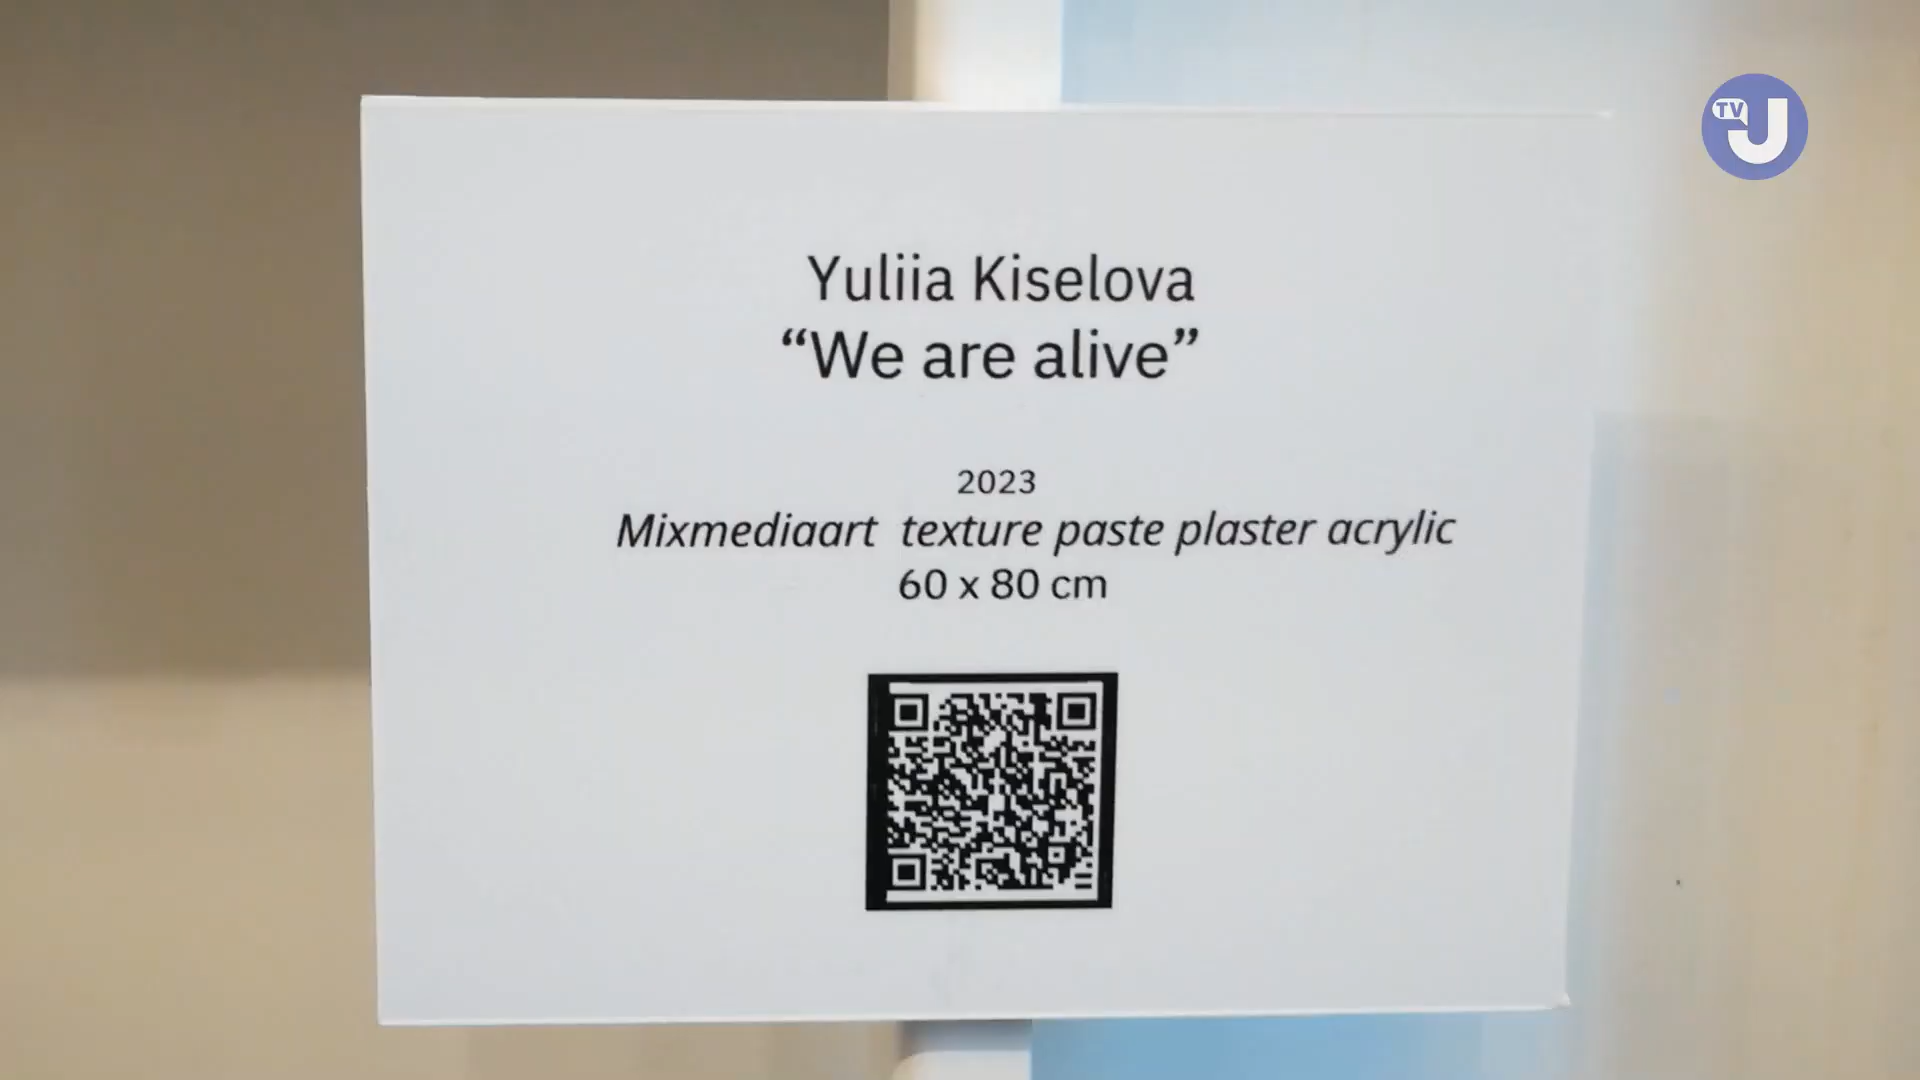 TV J
Yuliia Kiselova
“We are alive”
2023
Mixmediaart texture paste plaster acrylic
60 x 80 cm